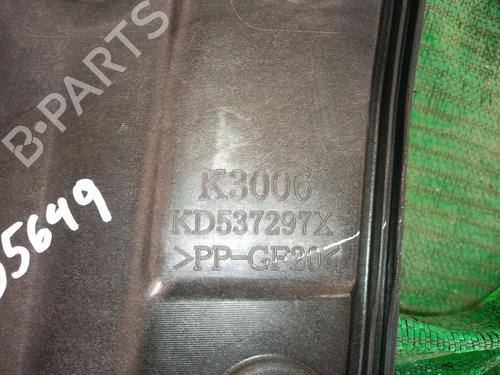 B-PARTS
K3006
KD537297X
>PP-GF20<
5649